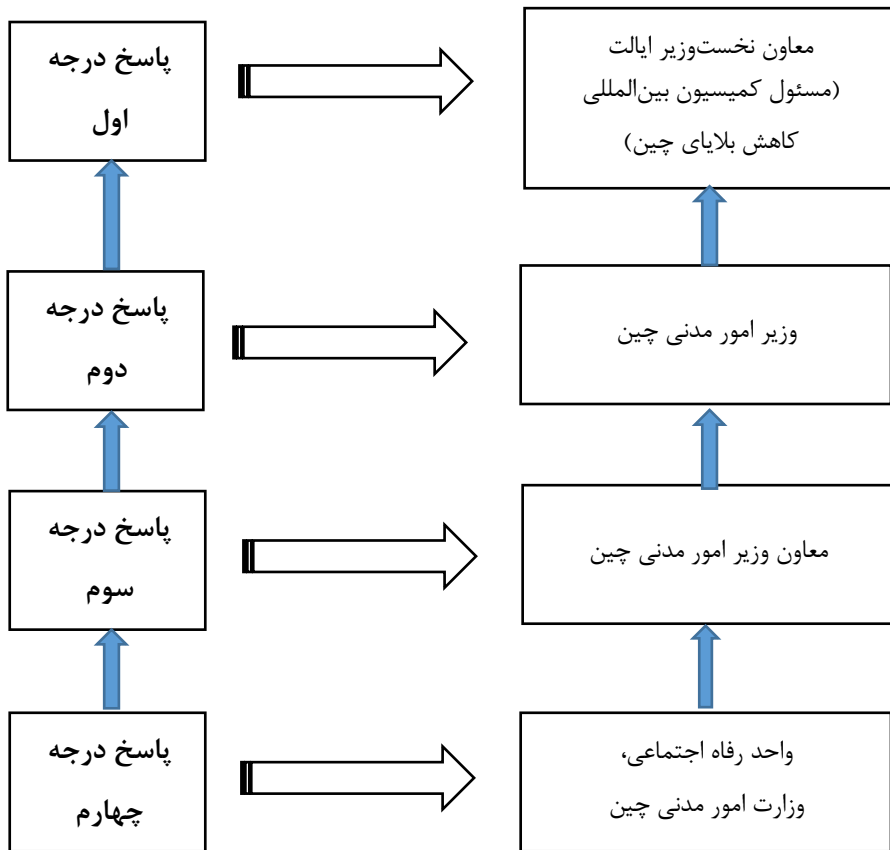 پاسخ درجه
اول
معاون نخست‌وزیر ایالت
(مسئول کمیسیون بین‌المللی
کاهش بلایای چین)
پاسخ درجه
دوم
وزیر امور مدنی چین
پاسخ درجه
سوم
معاون وزیر امور مدنی چین
پاسخ درجه
چهارم
واحد رفاه اجتماعی،
وزارت امور مدنی چین